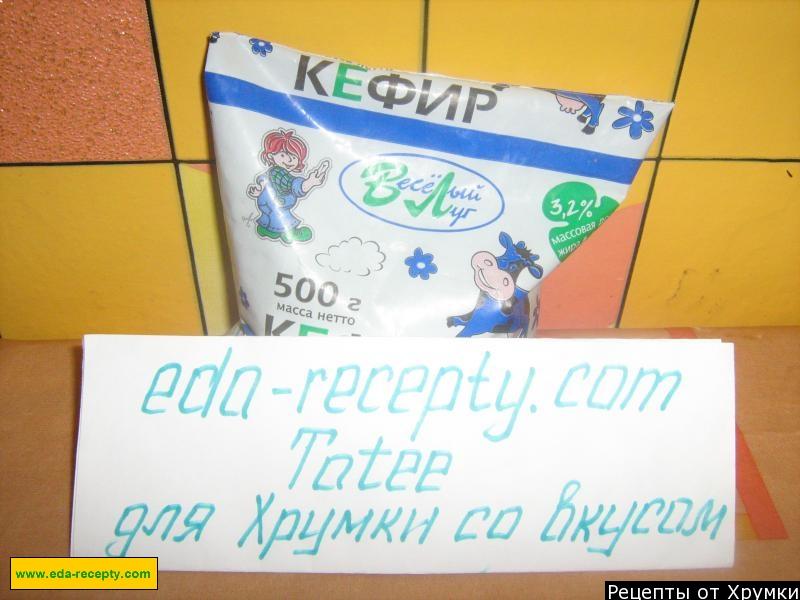 КЕФИР
Весёлый
Луг
3,2%
массовая
500 г
масса нетто
eda-recepty.com
Tatee
для Хрумки со вкусом
www.eda-recepty.com
Рецепты от Хрумки